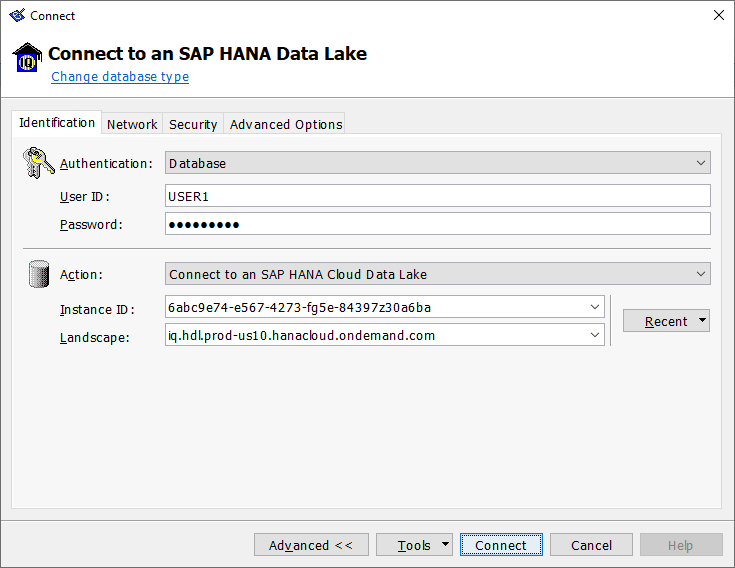 Connect
IQ
Connect to an SAP HANA Data Lake
Change database type
Identification Network Security Advanced Options
Authentication: Database
User ID: USER1
Password: ●●●●●●●●●
Action: Connect to an SAP HANA Cloud Data Lake
Instance ID: 6abc9e74-e567-4273-fg5e-84397z30a6ba
Recent
Landscape: iq.hdl.prod-us10.hanacloud.ondemand.com
Advanced << Tools Connect Cancel Help